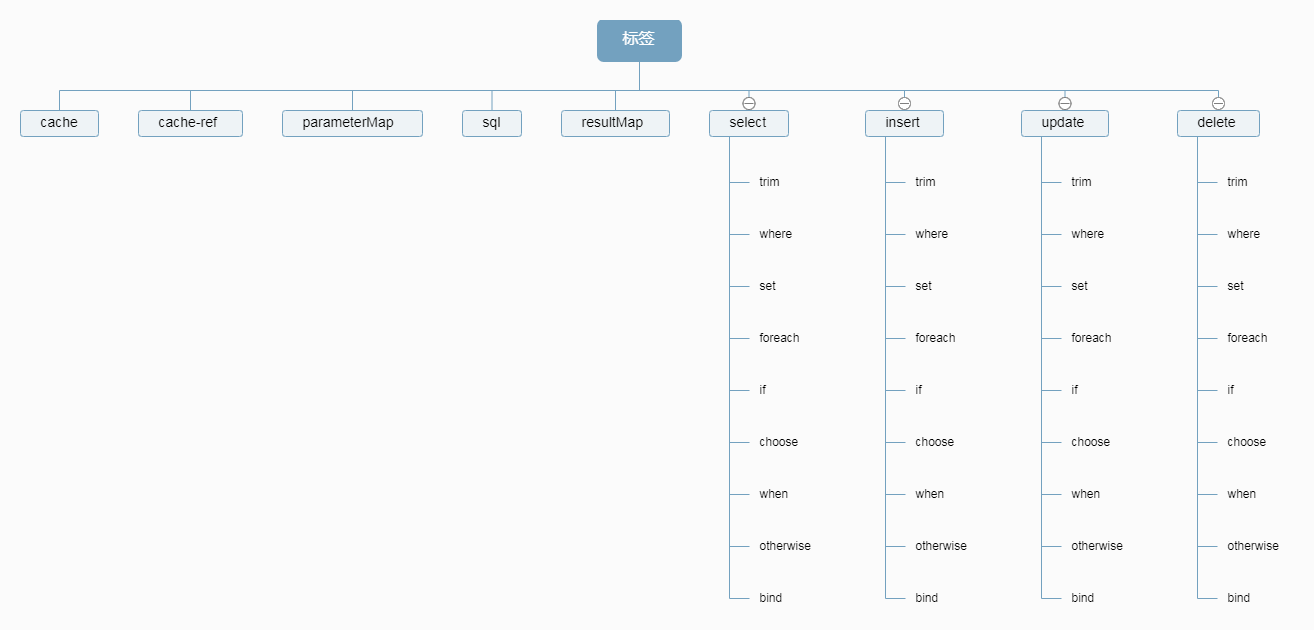 标签
cache cache-ref parameterMap sql resultMap select insert update delete
trim trim trim trim
where where where where
set set set set
foreach foreach foreach foreach
if if if if
choose choose choose choose
when when when when
otherwise otherwise otherwise otherwise
bind bind bind bind